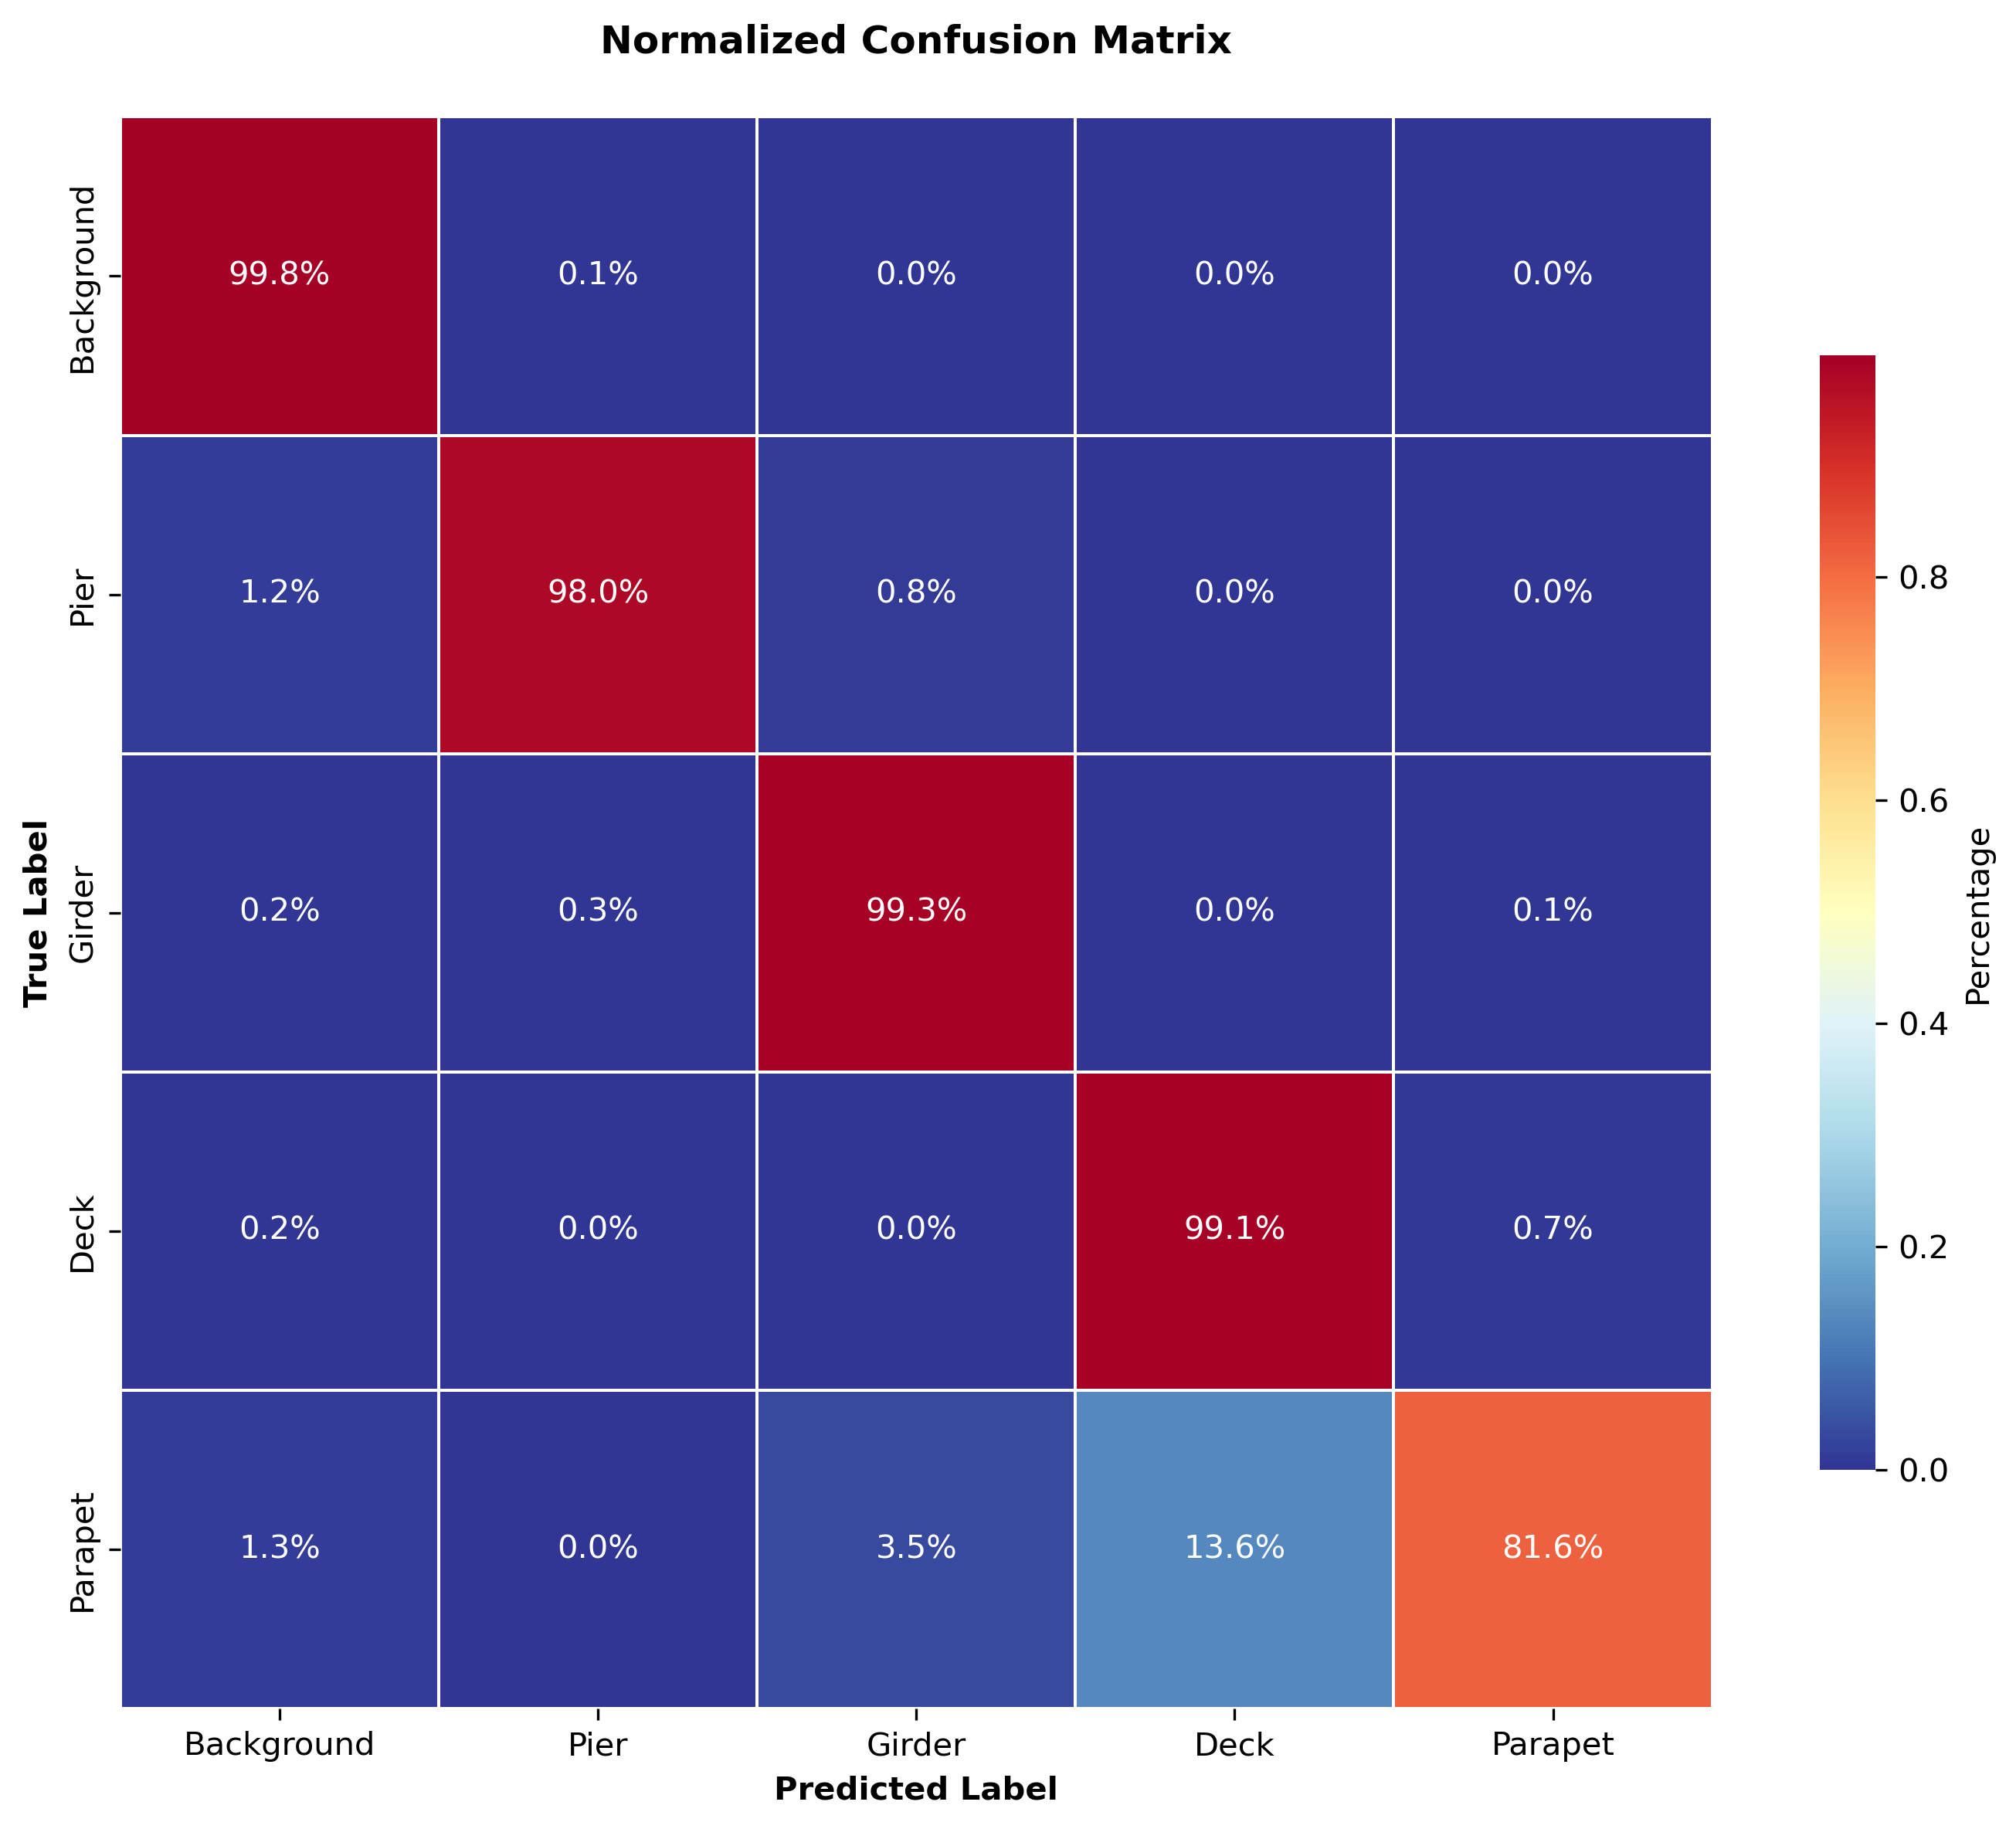 Normalized Confusion Matrix
Background
99.8%
0.1%
0.0%
0.0%
0.0%
Pier
1.2%
98.0%
0.8%
0.0%
0.0%
Girder
0.2%
0.3%
99.3%
0.0%
0.1%
Deck
0.2%
0.0%
0.0%
99.1%
0.7%
Parapet
1.3%
0.0%
3.5%
13.6%
81.6%
True Label
Background
Pier
Girder
Deck
Parapet
Predicted Label
0.8
0.6
0.4
0.2
0.0
Percentage